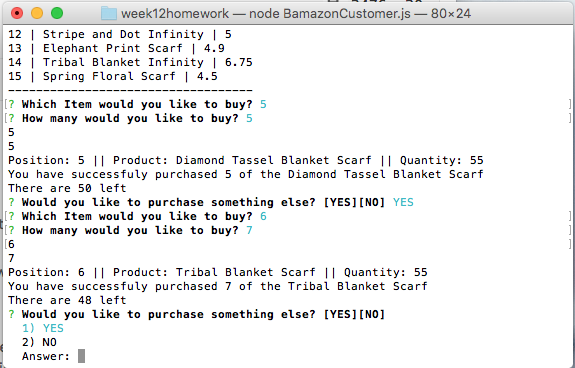 week12homework — node BamazonCustomer.js — 80×24
12 | Stripe and Dot Infinity | 5
13 | Elephant Print Scarf | 4.9
14 | Tribal Blanket Infinity | 6.75
15 | Spring Floral Scarf | 4.5
-----------------------------------
[? Which Item would you like to buy? 5 ]
[? How many would you like to buy? 5 ]
5
5
Position: 5 || Product: Diamond Tassel Blanket Scarf || Quantity: 55
You have successfuly purchased 5 of the Diamond Tassel Blanket Scarf
There are 50 left
? Would you like to purchase something else? [YES][NO] YES
[? Which Item would you like to buy? 6 ]
[? How many would you like to buy? 7 ]
[6 ]
7
Position: 6 || Product: Tribal Blanket Scarf || Quantity: 55
You have successfuly purchased 7 of the Tribal Blanket Scarf
There are 48 left
? Would you like to purchase something else? [YES][NO]
1) YES
2) NO
Answer: